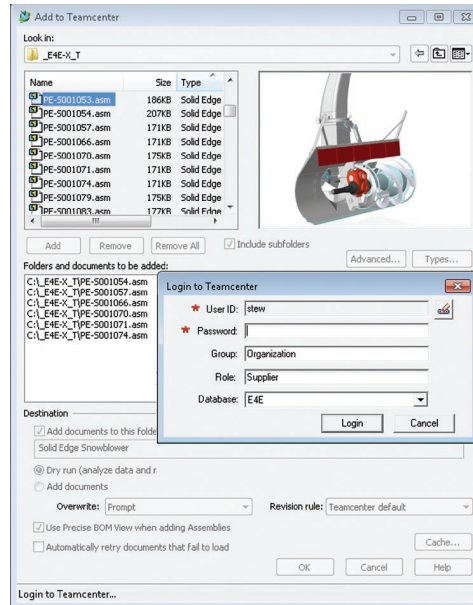 Add to Teamcenter
Look in:
_E4E-X_T
Name Size Type
PE-S001053.asm 186KB Solid Edge
PE-S001054.asm 207KB Solid Edge
PE-S001057.asm 171KB Solid Edge
PE-S001066.asm 171KB Solid Edge
PE-S001070.asm 175KB Solid Edge
PE-S001071.asm 171KB Solid Edge
PE-S001074.asm 171KB Solid Edge
PE-S001079.asm 175KB Solid Edge
PE-S001083.asm 177KB Solid Edge
Add Remove Remove All Include subfolders
Advanced... Types...
Folders and documents to be added:
C:\_E4E-X_T\PE-S001054.asm
C:\_E4E-X_T\PE-S001057.asm
C:\_E4E-X_T\PE-S001066.asm
C:\_E4E-X_T\PE-S001070.asm
C:\_E4E-X_T\PE-S001071.asm
C:\_E4E-X_T\PE-S001074.asm
Login to Teamcenter
* User ID: stew
* Password:
Group: Organization
Role: Supplier
Database: E4E
Login Cancel
Destination
Add documents to this folde
Solid Edge Snowblower
Dry run (analyze data and r
Add documents
Overwrite: Prompt Revision rule: Teamcenter default
Use Precise BOM View when adding Assemblies
Automatically retry documents that fail to load
Cache...
OK Cancel Help
Login to Teamcenter...